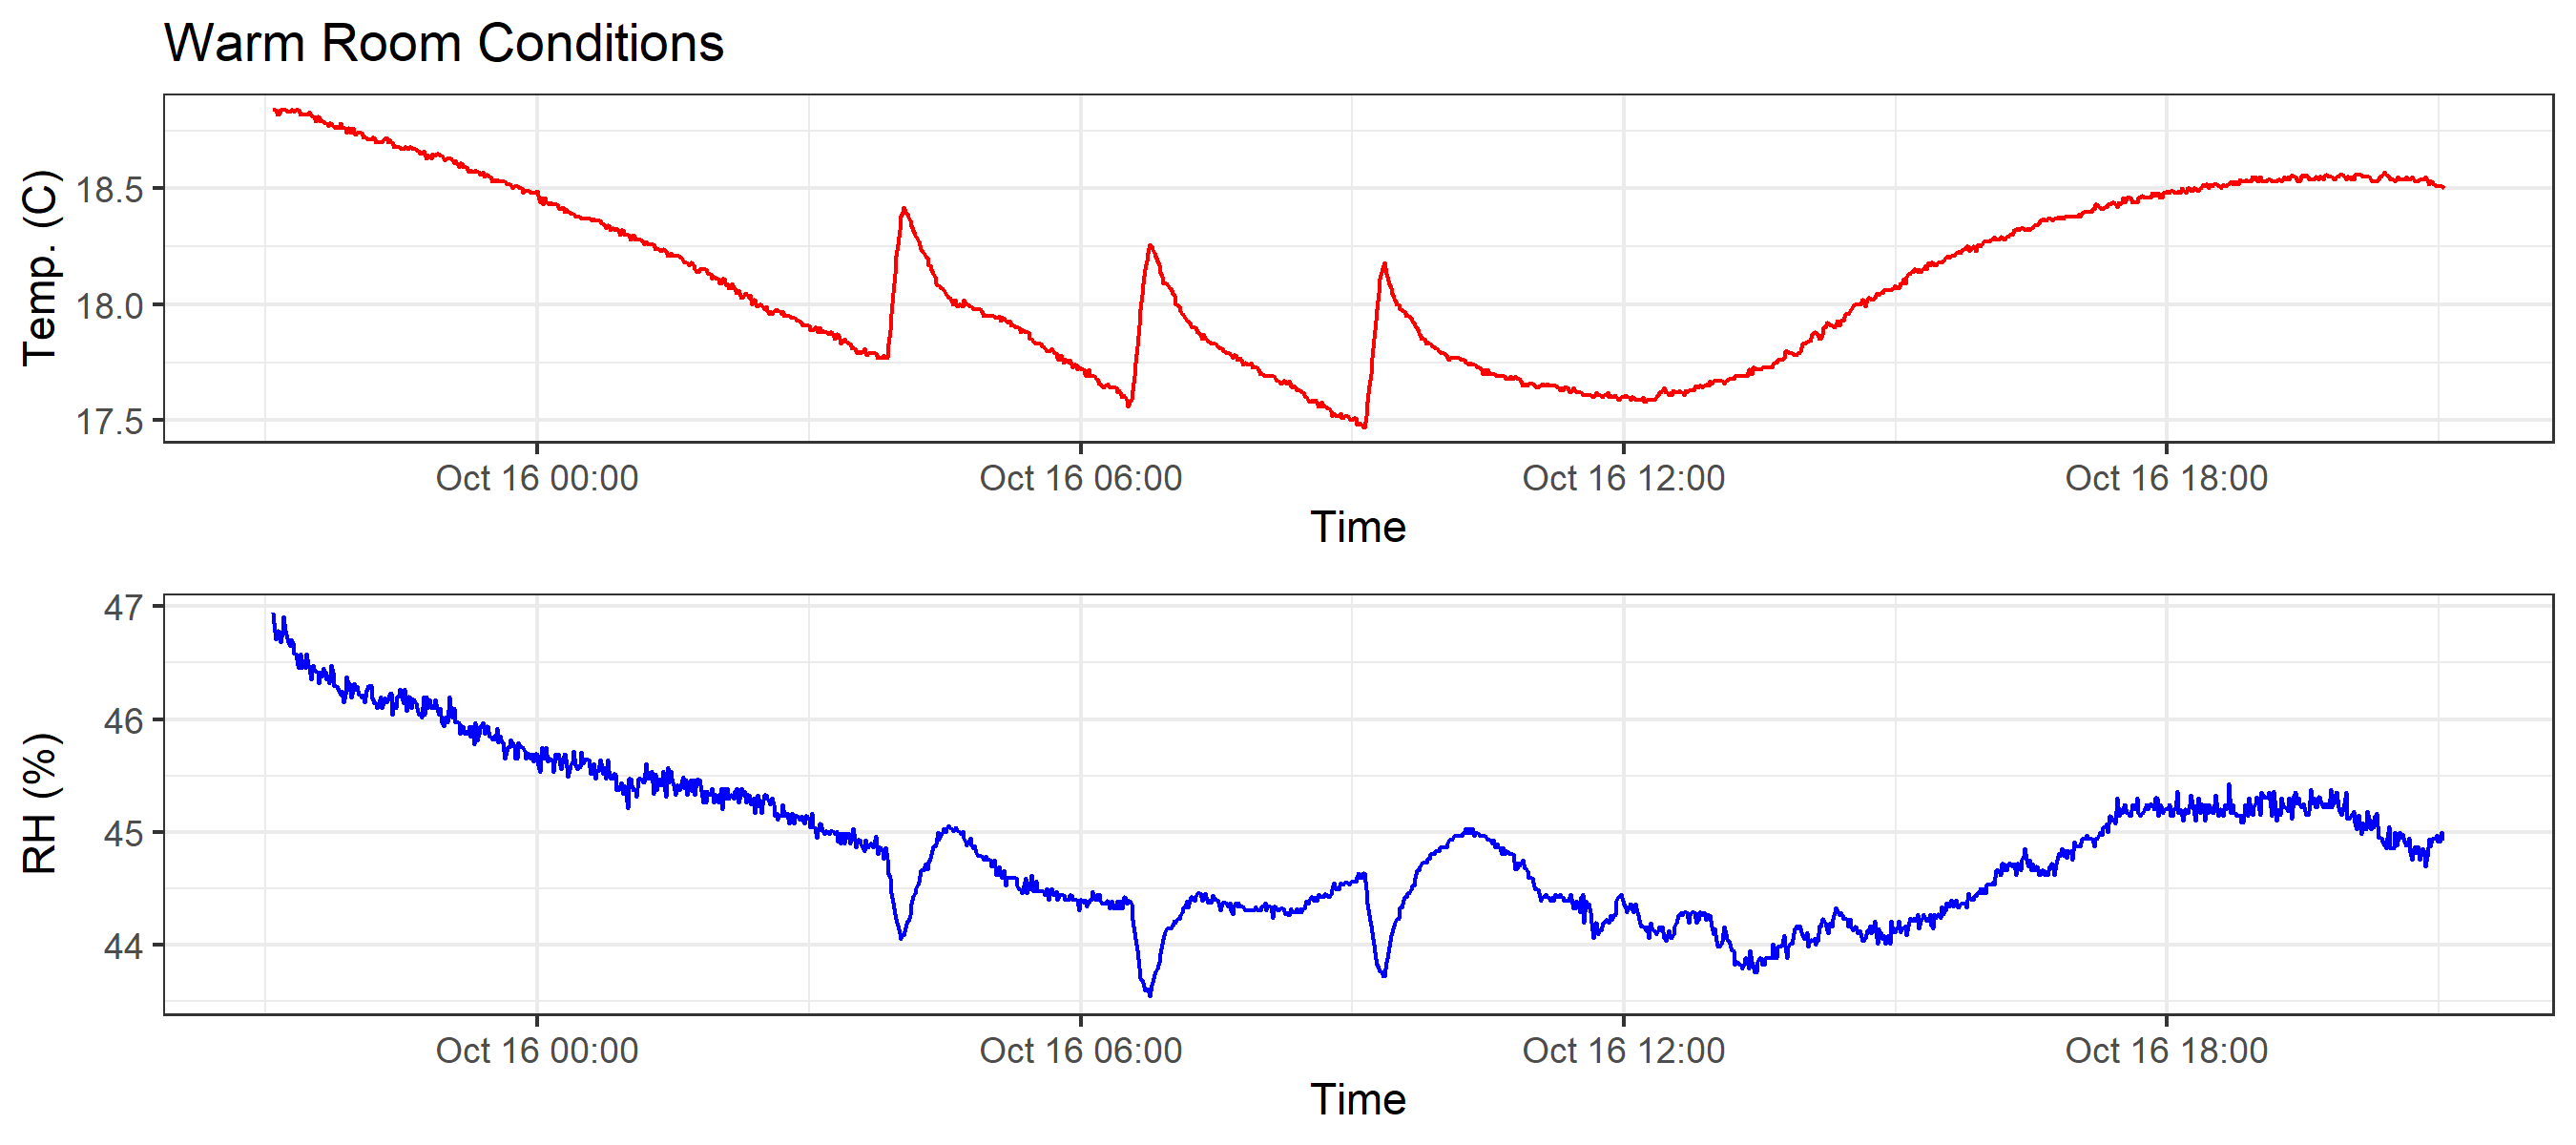 Warm Room Conditions
Temp. (C)
18.5
18.0
17.5
Oct 16 00:00 Oct 16 06:00 Oct 16 12:00 Oct 16 18:00
Time
RH (%)
47
46
45
44
Oct 16 00:00 Oct 16 06:00 Oct 16 12:00 Oct 16 18:00
Time